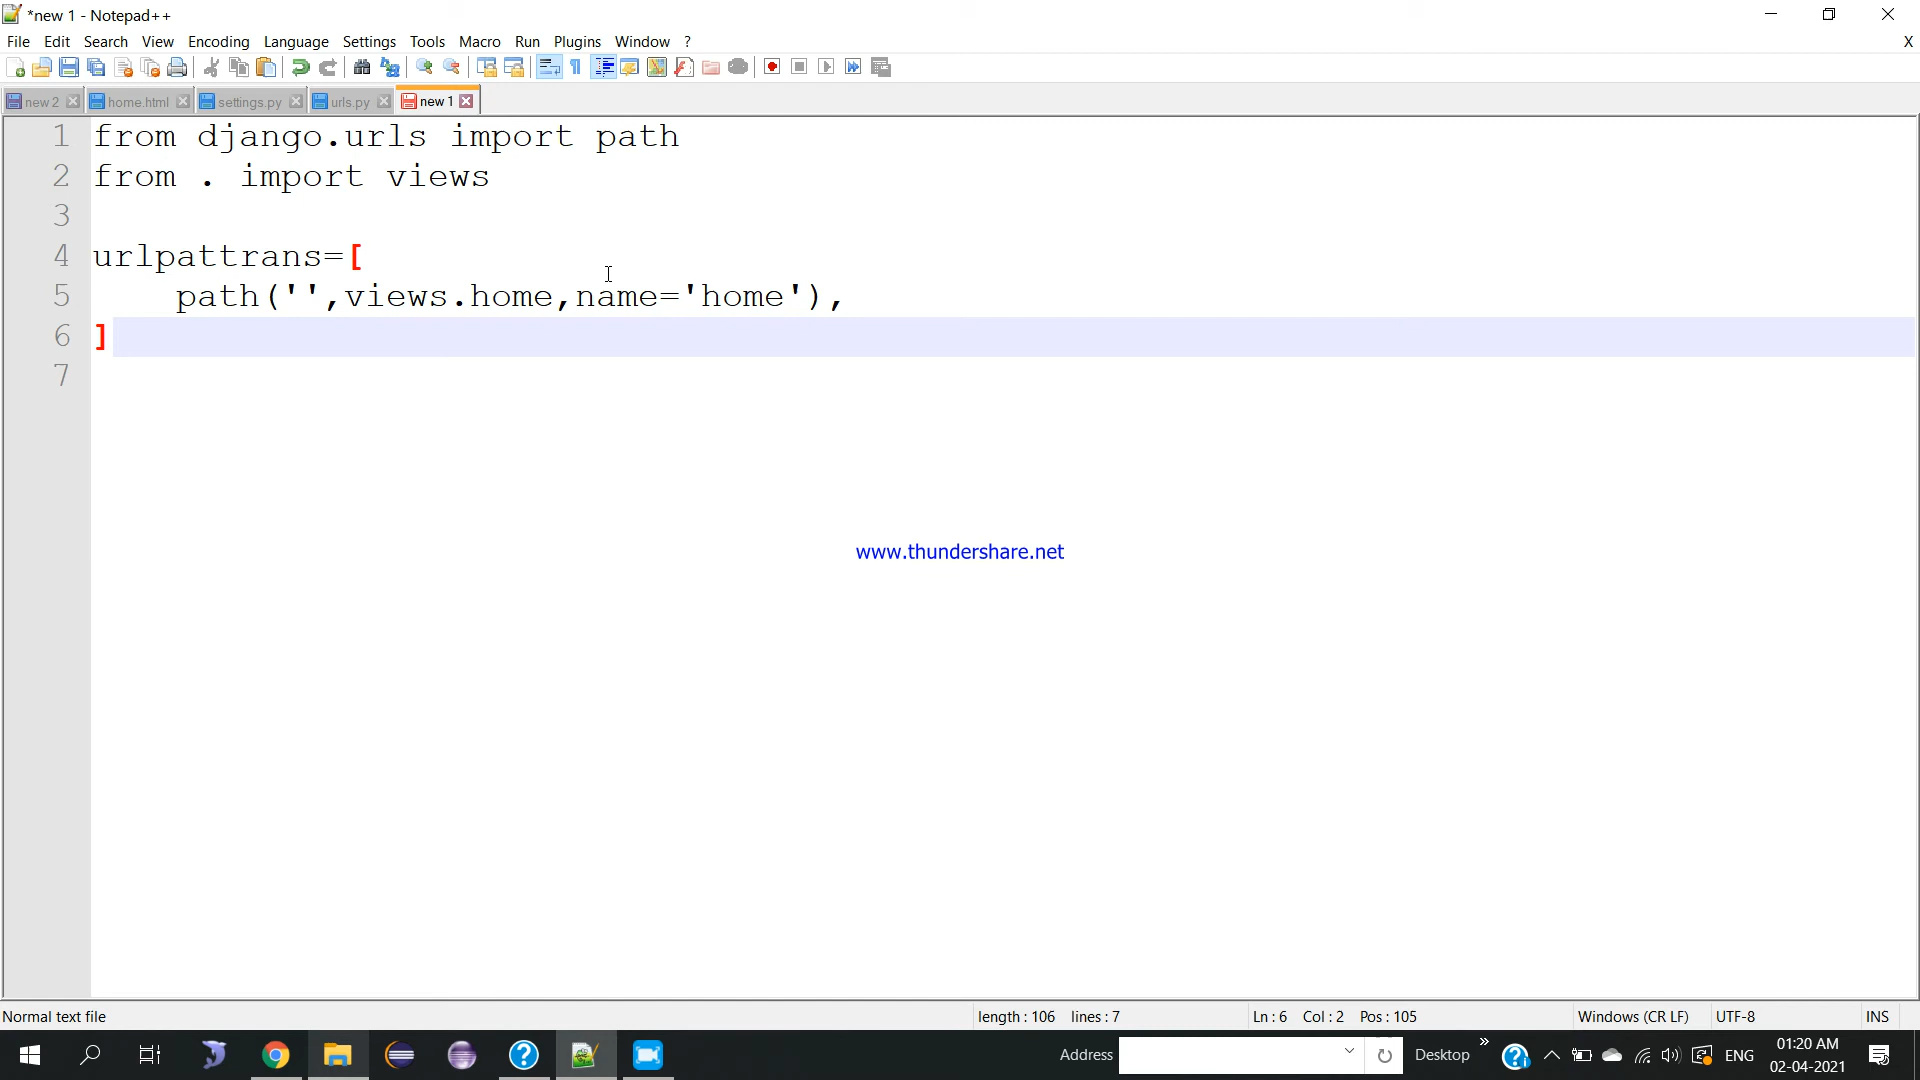 *new 1 - Notepad++
File Edit Search View Encoding Language Settings Tools Macro Run Plugins Window ? X
new 2 home.html settings.py urls.py new 1
1 from django.urls import path
2 from . import views
3
4 urlpattrans=[
5 path('',views.home,name='home'),
6 ]
7
www.thundershare.net
Normal text file length : 106 lines : 7 Ln : 6 Col : 2 Pos : 105 Windows (CR LF) UTF-8 INS
Address Desktop » ENG 01:20 AM
02-04-2021